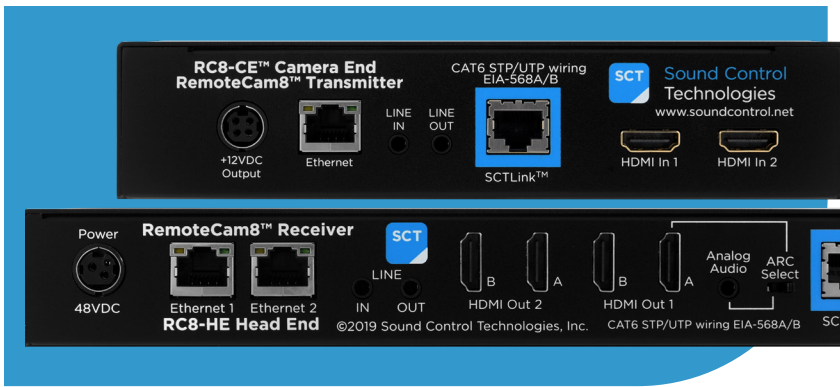 RC8-CE™ Camera End
RemoteCam8™ Transmitter
CAT6 STP/UTP wiring
EIA-568A/B
SCT
Sound Control
Technologies
www.soundcontrol.net
LINE
IN
LINE
OUT
+12VDC
Output
Ethernet
SCTLink™
HDMI In 1
HDMI In 2
Power
48VDC
RemoteCam8™ Receiver
SCT
Ethernet 1
Ethernet 2
RC8-HE Head End
LINE
IN
OUT
©2019 Sound Control Technologies, Inc.
B
A
HDMI Out 2
B
A
HDMI Out 1
Analog
Audio
ARC
Select
CAT6 STP/UTP wiring EIA-568A/B